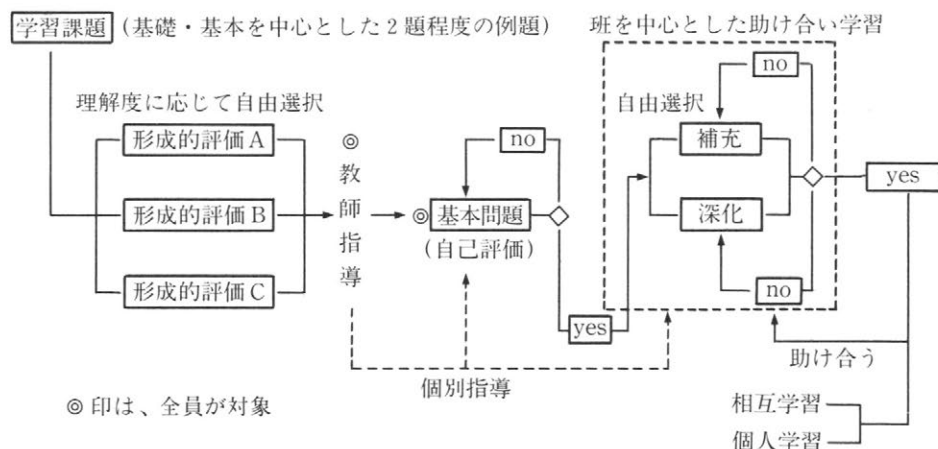 学習課題 (基礎・基本を中心とした2題程度の例題)
班を中心とした助け合い学習
理解度に応じて自由選択
形成的評価A
形成的評価B
形成的評価C
◎教師指導
no
◎基本問題
(自己評価)
yes
自由選択
no
補充
深化
no
yes
助け合う
個別指導
相互学習
個人学習
◎印は、全員が対象